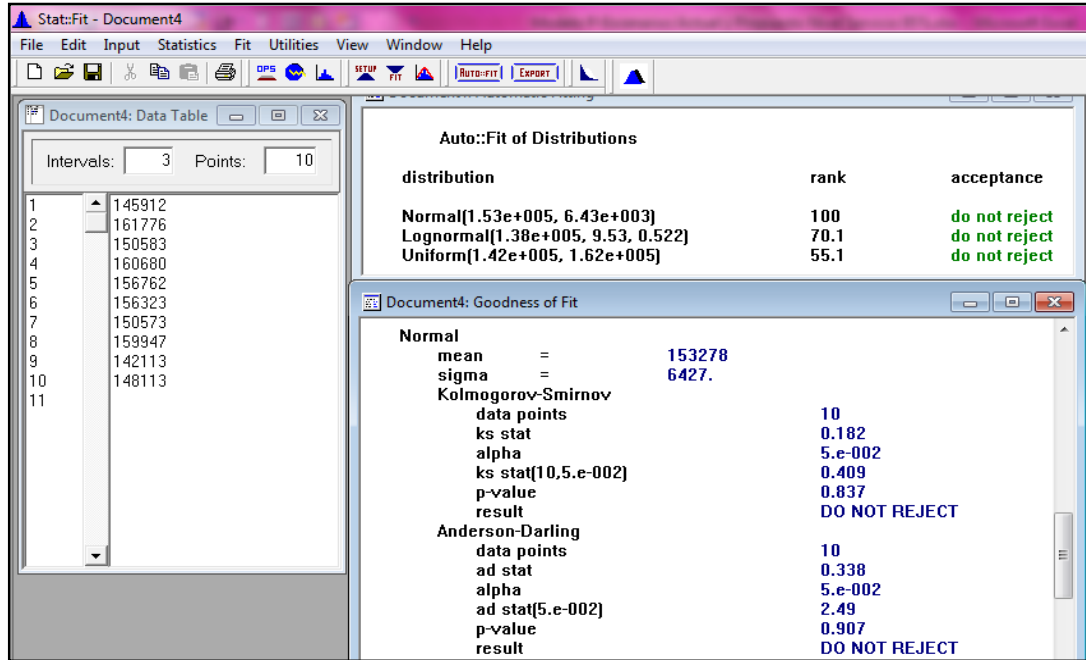 Stat::Fit - Document4
File Edit Input Statistics Fit Utilities View Window Help
OPS SETUP FIT AUTO::FIT EXPORT
Document4: Data Table
Intervals: 3 Points: 10
1 145912
2 161776
3 150583
4 160680
5 156762
6 156323
7 150573
8 159947
9 142113
10 148113
11
Auto::Fit of Distributions
distribution rank acceptance
Normal(1.53e+005, 6.43e+003) 100 do not reject
Lognormal(1.38e+005, 9.53, 0.522) 70.1 do not reject
Uniform(1.42e+005, 1.62e+005) 55.1 do not reject
Document4: Goodness of Fit
Normal
mean = 153278
sigma = 6427.
Kolmogorov-Smirnov
data points 10
ks stat 0.182
alpha 5.e-002
ks stat(10,5.e-002) 0.409
p-value 0.837
result DO NOT REJECT
Anderson-Darling
data points 10
ad stat 0.338
alpha 5.e-002
ad stat(5.e-002) 2.49
p-value 0.907
result DO NOT REJECT